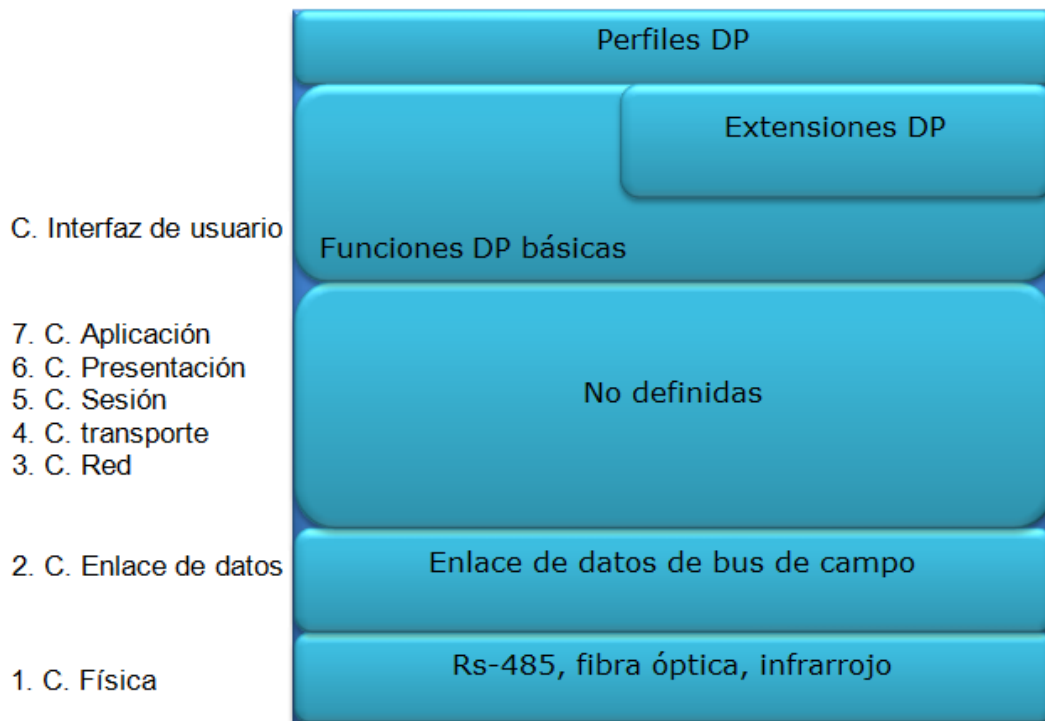 Perfiles DP
Extensiones DP
C. Interfaz de usuario
Funciones DP básicas
7. C. Aplicación
6. C. Presentación
5. C. Sesión
4. C. transporte
3. C. Red
No definidas
2. C. Enlace de datos
Enlace de datos de bus de campo
1. C. Física
Rs-485, fibra óptica, infrarrojo